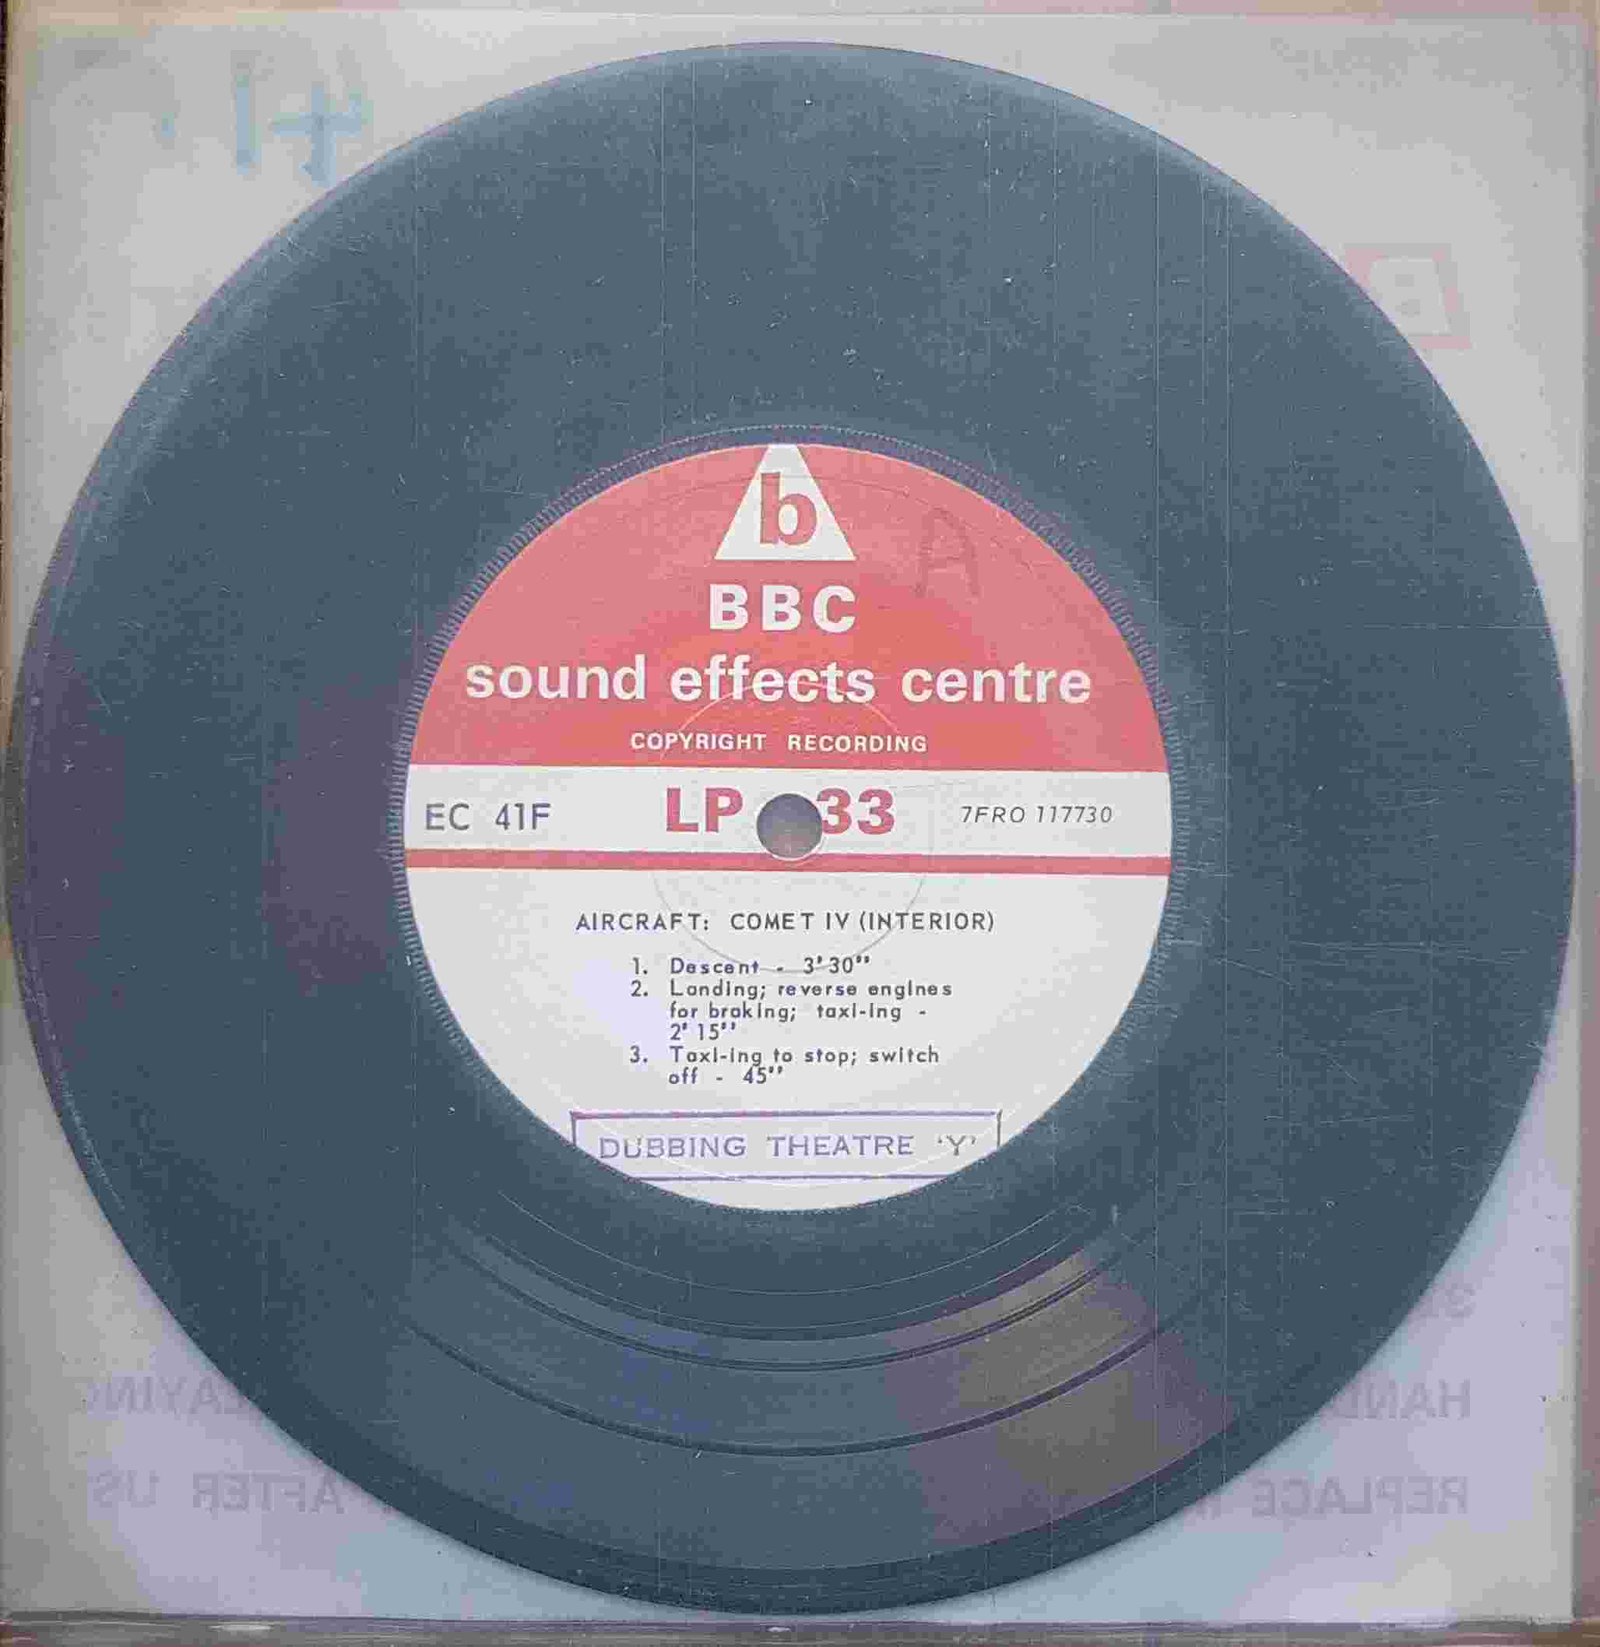 b
A
BBC
sound effects centre
COPYRIGHT RECORDING
EC 41F LP 33 7FRO 117730
AIRCRAFT: COMET IV (INTERIOR)
1. Descent - 3'30"
2. Landing; reverse engines
for braking; taxi-ing -
2' 15"
3. Taxi-ing to stop; switch
off - 45"
DUBBING THEATRE 'Y'
REPLACE AFTER